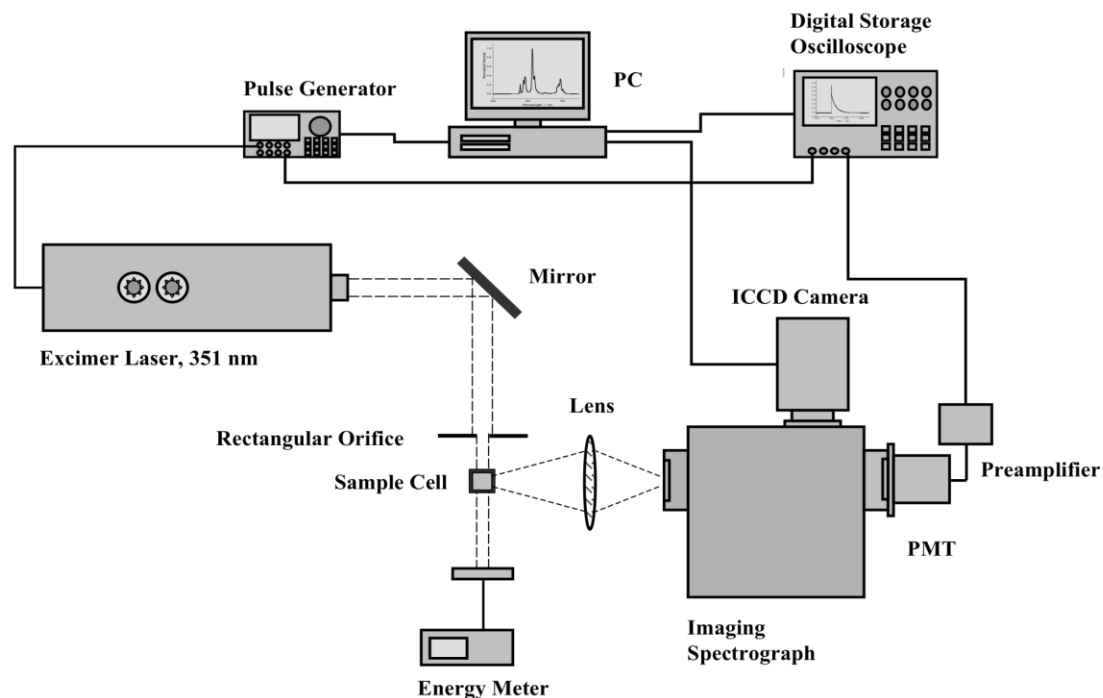 Digital Storage
Oscilloscope
PC
Pulse Generator
Mirror
ICCD Camera
Excimer Laser, 351 nm
Lens
Rectangular Orifice
Sample Cell
Preamplifier
PMT
Imaging
Spectrograph
Energy Meter